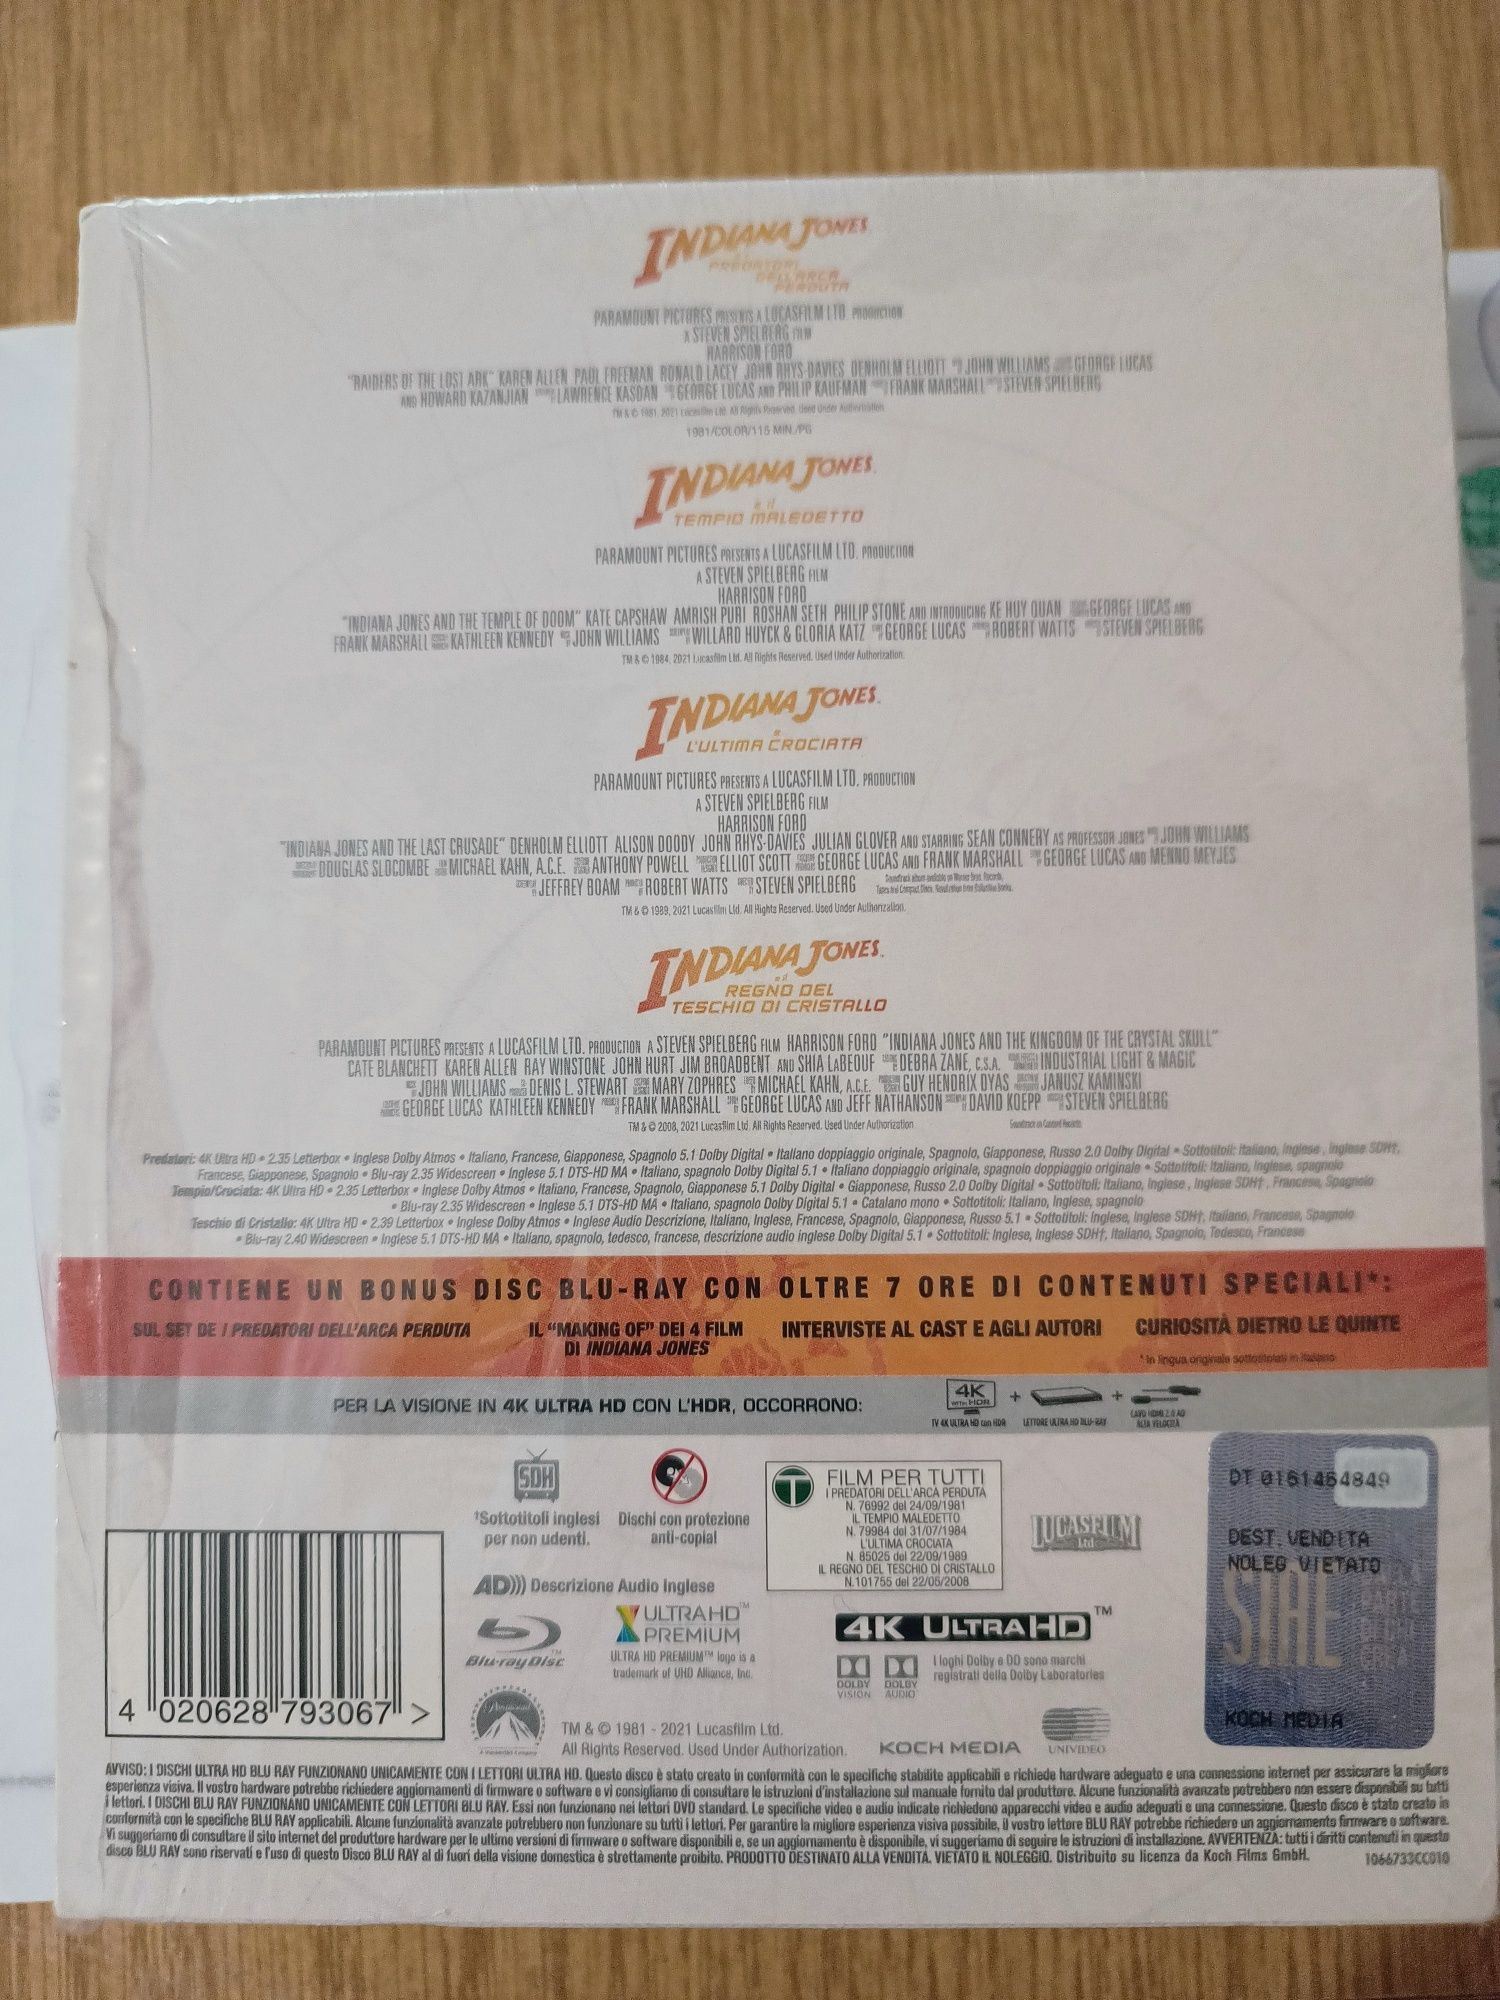 INDIANA JONES
PREDATORI
DELL'ARCA
PERDUTA
PARAMOUNT PICTURES PRESENTS A LUCASFILM LTD. PRODUCTION
A STEVEN SPIELBERG FILM
HARRISON FORD
"RAIDERS OF THE LOST ARK" KAREN ALLEN PAUL FREEMAN RONALD LACEY JOHN RHYS-DAVIES DENHOLM ELLIOTT JOHN WILLIAMS GEORGE LUCAS
AND HOWARD KAZANJIAN LAWRENCE KASDAN GEORGE LUCAS AND PHILIP KAUFMAN FRANK MARSHALL STEVEN SPIELBERG
TM & © 1981, 2021 Lucasfilm Ltd. All Rights Reserved. Used Under Authorization
1981/COLOR/115 MIN./PG
INDIANA JONES
e il
TEMPIO MALEDETTO
PARAMOUNT PICTURES PRESENTS A LUCASFILM LTD. PRODUCTION
A STEVEN SPIELBERG FILM
HARRISON FORD
"INDIANA JONES AND THE TEMPLE OF DOOM" KATE CAPSHAW AMRISH PURI ROSHAN SETH PHILIP STONE AND INTRODUCING KE HUY QUAN GEORGE LUCAS AND
FRANK MARSHALL KATHLEEN KENNEDY JOHN WILLIAMS WILLARD HUYCK & GLORIA KATZ GEORGE LUCAS ROBERT WATTS STEVEN SPIELBERG
TM & © 1984, 2021 Lucasfilm Ltd. All Rights Reserved. Used Under Authorization.
INDIANA JONES
e
L'ULTIMA CROCIATA
PARAMOUNT PICTURES PRESENTS A LUCASFILM LTD. PRODUCTION
A STEVEN SPIELBERG FILM
HARRISON FORD
"INDIANA JONES AND THE LAST CRUSADE" DENHOLM ELLIOTT ALISON DOODY JOHN RHYS-DAVIES JULIAN GLOVER AND STARRING SEAN CONNERY AS PROFESSOR JONES JOHN WILLIAMS
DOUGLAS SLOCOMBE MICHAEL KAHN, A.C.E. ANTHONY POWELL ELLIOT SCOTT GEORGE LUCAS AND FRANK MARSHALL GEORGE LUCAS AND MENNO MEYJES
JEFFREY BOAM ROBERT WATTS STEVEN SPIELBERG
TM & © 1989, 2021 Lucasfilm Ltd. All Rights Reserved. Used Under Authorization.
INDIANA JONES
e il
REGNO DEL
TESCHIO DI CRISTALLO
PARAMOUNT PICTURES PRESENTS A LUCASFILM LTD. PRODUCTION A STEVEN SPIELBERG FILM HARRISON FORD "INDIANA JONES AND THE KINGDOM OF THE CRYSTAL SKULL"
CATE BLANCHETT KAREN ALLEN RAY WINSTONE JOHN HURT JIM BROADBENT AND SHIA LaBEOUF DEBRA ZANE, C.S.A. INDUSTRIAL LIGHT & MAGIC
JOHN WILLIAMS DENIS L. STEWART MARY ZOPHRES MICHAEL KAHN, A.C.E. GUY HENDRIX DYAS JANUSZ KAMINSKI
GEORGE LUCAS KATHLEEN KENNEDY FRANK MARSHALL GEORGE LUCAS AND JEFF NATHANSON DAVID KOEPP STEVEN SPIELBERG
TM & © 2008, 2021 Lucasfilm Ltd. All Rights Reserved. Used Under Authorization
Predatori: 4K Ultra HD • 2.35 Letterbox • Inglese Dolby Atmos • Italiano, Francese, Giapponese, Spagnolo 5.1 Dolby Digital • Italiano doppiaggio originale, Spagnolo, Giapponese, Russo 2.0 Dolby Digital • Sottotitoli: Italiano, Inglese , Inglese SDH†,
Francese, Giapponese, Spagnolo • Blu-ray 2.35 Widescreen • Inglese 5.1 DTS-HD MA • Italiano, spagnolo Dolby Digital 5.1 • Italiano doppiaggio originale, spagnolo doppiaggio originale • Sottotitoli: Italiano, Inglese, spagnolo
Tempio/Crociata: 4K Ultra HD • 2.35 Letterbox • Inglese Dolby Atmos • Italiano, Francese, Spagnolo, Giapponese 5.1 Dolby Digital • Giapponese, Russo 2.0 Dolby Digital • Sottotitoli: Italiano, Inglese , Inglese SDH† , Francese, Spagnolo
• Blu-ray 2.35 Widescreen • Inglese 5.1 DTS-HD MA • Italiano, spagnolo Dolby Digital 5.1 • Catalano mono • Sottotitoli: Italiano, Inglese, spagnolo
Teschio di Cristallo: 4K Ultra HD • 2.39 Letterbox • Inglese Dolby Atmos • Inglese Audio Descrizione, Italiano, Inglese, Francese, Spagnolo, Giapponese, Russo 5.1 • Sottotitoli: Inglese, Inglese SDH†, Italiano, Francese, Spagnolo
• Blu-ray 2.40 Widescreen • Inglese 5.1 DTS-HD MA • Italiano, spagnolo, tedesco, francese, descrizione audio inglese Dolby Digital 5.1 • Sottotitoli: Inglese, Inglese SDH†, Italiano, Spagnolo, Tedesco, Francese
CONTIENE UN BONUS DISC BLU-RAY CON OLTRE 7 ORE DI CONTENUTI SPECIALI*:
SUL SET DE I PREDATORI DELL'ARCA PERDUTA IL "MAKING OF" DEI 4 FILM INTERVISTE AL CAST E AGLI AUTORI CURIOSITÀ DIETRO LE QUINTE
DI INDIANA JONES
* In lingua originale sottotitolati in italiano
PER LA VISIONE IN 4K ULTRA HD CON L'HDR, OCCORRONO:
4K WITH HDR + +
TV 4K ULTRA HD con HDR LETTORE ULTRA HD BLU-RAY CAVO HDMI 2.0 AD
ALTA VELOCITÀ
SDH
†Sottotitoli inglesi
per non udenti.
Dischi con protezione
anti-copia!
AD))) Descrizione Audio Inglese
T FILM PER TUTTI
I PREDATORI DELL'ARCA PERDUTA
N. 76992 del 24/09/1981
IL TEMPIO MALEDETTO
N. 79984 del 31/07/1984
L'ULTIMA CROCIATA
N. 85025 del 22/09/1989
IL REGNO DEL TESCHIO DI CRISTALLO
N.101755 del 22/05/2008
LUCASFILM
Ltd
DT 0161454849
DEST.VENDITA
NOLEG.VIETATO
SIAE
KOCH MEDIA
4 020628 793067 >
Blu-ray Disc
ULTRA HD™
PREMIUM
ULTRA HD PREMIUM™ logo is a
trademark of UHD Alliance, Inc.
4K ULTRA HD™
DOLBY
VISION
DOLBY
AUDIO
I loghi Dolby e DD sono marchi
registrati della Dolby Laboratories
Paramount
TM & © 1981 - 2021 Lucasfilm Ltd.
All Rights Reserved. Used Under Authorization.
KOCH MEDIA
UNIVIDEO
AVVISO: I DISCHI ULTRA HD BLU RAY FUNZIONANO UNICAMENTE CON I LETTORI ULTRA HD. Questo disco è stato creato in conformità con le specifiche stabilite applicabili e richiede hardware adeguato e una connessione internet per assicurare la migliore
esperienza visiva. Il vostro hardware potrebbe richiedere aggiornamenti di firmware o software e vi consigliamo di consultare le istruzioni d'installazione sul manuale fornito dal produttore. Alcune funzionalità avanzate potrebbero non essere disponibili su tutti
i lettori. I DISCHI BLU RAY FUNZIONANO UNICAMENTE CON LETTORI BLU RAY. Essi non funzionano nei lettori DVD standard. Le specifiche video e audio indicate richiedono apparecchi video e audio adeguati e una connessione. Questo disco è stato creato in
conformità con le specifiche BLU RAY applicabili. Alcune funzionalità avanzate potrebbero non funzionare su tutti i lettori. Per garantire la migliore esperienza visiva possibile, il vostro lettore BLU RAY potrebbe richiedere un aggiornamento firmware o software.
Vi suggeriamo di consultare il sito internet del produttore hardware per le ultime versioni di firmware o software disponibili e, se un aggiornamento è disponibile, vi suggeriamo di seguire le istruzioni di installazione. AVVERTENZA: tutti i diritti contenuti in questo
disco BLU RAY sono riservati e l'uso di questo Disco BLU RAY al di fuori della visione domestica è strettamente proibito. PRODOTTO DESTINATO ALLA VENDITA. VIETATO IL NOLEGGIO. Distribuito su licenza da Koch Films GmbH.
1066733CC010